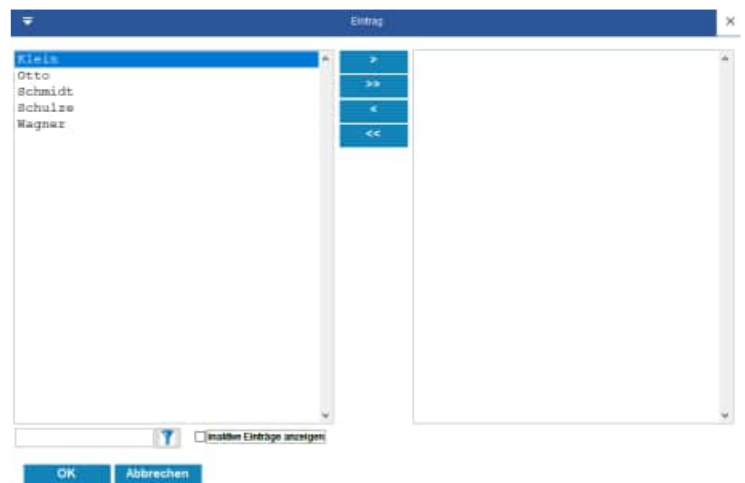 Eintrag
Klein
Otto
Schmidt
Schulze
Wagner
>
>>
<
<<
Inaktive Einträge anzeigen
OK
Abbrechen